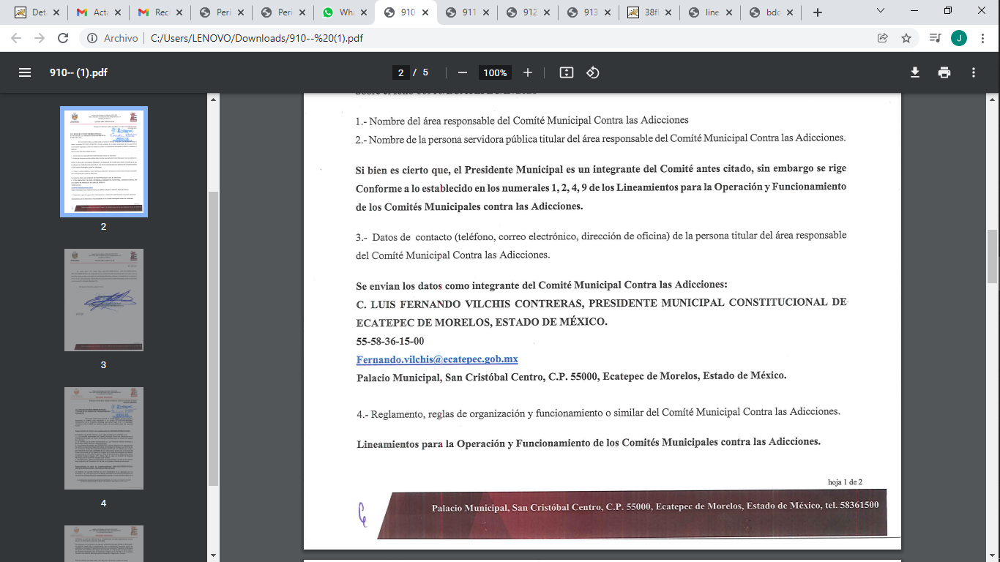 Det
Acta
Rec
Peri
Peri
Wha
910
911
912
913
38fl
line
bdc
Archivo
C:/Users/LENOVO/Downloads/910--%20(1).pdf
J
910-- (1).pdf
2 / 5
100%
1.- Nombre del área responsable del Comité Municipal Contra las Adicciones
2.- Nombre de la persona servidora pública titular del área responsable del Comité Municipal Contra las Adicciones.
Si bien es cierto que, el Presidente Municipal es un integrante del Comité antes citado, sin embargo se rige
Conforme a lo establecido en los numerales 1, 2, 4, 9 de los Lineamientos para la Operación y Funcionamiento
de los Comités Municipales contra las Adicciones.
3.- Datos de contacto (teléfono, correo electrónico, dirección de oficina) de la persona titular del área responsable
del Comité Municipal Contra las Adicciones.
Se envian los datos como integrante del Comité Municipal Contra las Adicciones:
C. LUIS FERNANDO VILCHIS CONTRERAS, PRESIDENTE MUNICIPAL CONSTITUCIONAL DE
ECATEPEC DE MORELOS, ESTADO DE MÉXICO.
55-58-36-15-00
Fernando.vilchis@ecatepec.gob.mx
Palacio Municipal, San Cristóbal Centro, C.P. 55000, Ecatepec de Morelos, Estado de México.
4.- Reglamento, reglas de organización y funcionamiento o similar del Comité Municipal Contra las Adicciones.
Lineamientos para la Operación y Funcionamiento de los Comités Municipales contra las Adicciones.
hoja 1 de 2
Palacio Municipal, San Cristóbal Centro, C.P. 55000, Ecatepec de Morelos, Estado de México, tel. 58361500
2
3
4